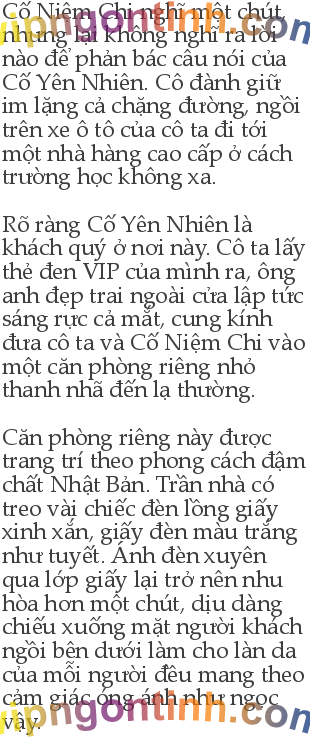 Cố Niệm Chi nghĩ một chút,
nhưng lại không nghĩ ra lời
nào để phản bác câu nói của
Cố Yên Nhiên. Cô đành giữ
im lặng cả chặng đường, ngồi
trên xe ô tô của cô ta đi tới
một nhà hàng cao cấp ở cách
trường học không xa.
Rõ ràng Cố Yên Nhiên là
khách quý ở nơi này. Cô ta lấy
thẻ đen VIP của mình ra, ông
anh đẹp trai ngoài cửa lập tức
sáng rực cả mắt, cung kính
đưa cô ta và Cố Niệm Chi vào
một căn phòng riêng nhỏ
thanh nhã đến lạ thường.
Căn phòng riêng này được
trang trí theo phong cách đậm
chất Nhật Bản. Trần nhà có
treo vài chiếc đèn lồng giấy
xinh xắn, giấy đèn màu trắng
như tuyết. Ánh đèn xuyên
qua lớp giấy lại trở nên nhu
hòa hơn một chút, dịu dàng
chiếu xuống mặt người khách
ngồi bên dưới làm cho làn da
của mỗi người đều mang theo
cảm giác óng ánh như ngọc
vậy.
vipngontinh.com
vipngontinh.com